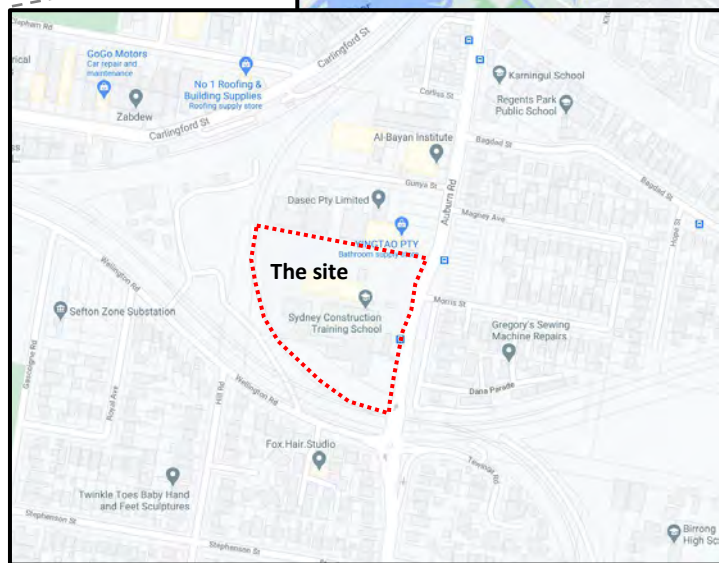 Stephen Rd
GoGo Motors
Car repair and
maintenance
Zabdew
No 1 Roofing &
Building Supplies
Roofing supply store
Carlingford St
Carlingford St
Karningul School
Regents Park
Public School
Corliss St
Al-Bayan Institute
Bagdad St
Bagdad St
Gunya St
Auburn Rd
Magney Ave
Hope St
Dasec Pty Limited
YINGTAO PTY
Bathroom supply store
The site
Sydney Construction
Training School
Morris St
Gregory's Sewing
Machine Repairs
Dana Parade
Sefton Zone Substation
Wellington Rd
Wellington Rd
Gascoigne Rd
Royal Ave
Hill Rd
Fox Hair Studio
Twinkle Toes Baby Hand
and Feet Sculptures
Stephenson St
Stephenson St
Birrong
High Sc